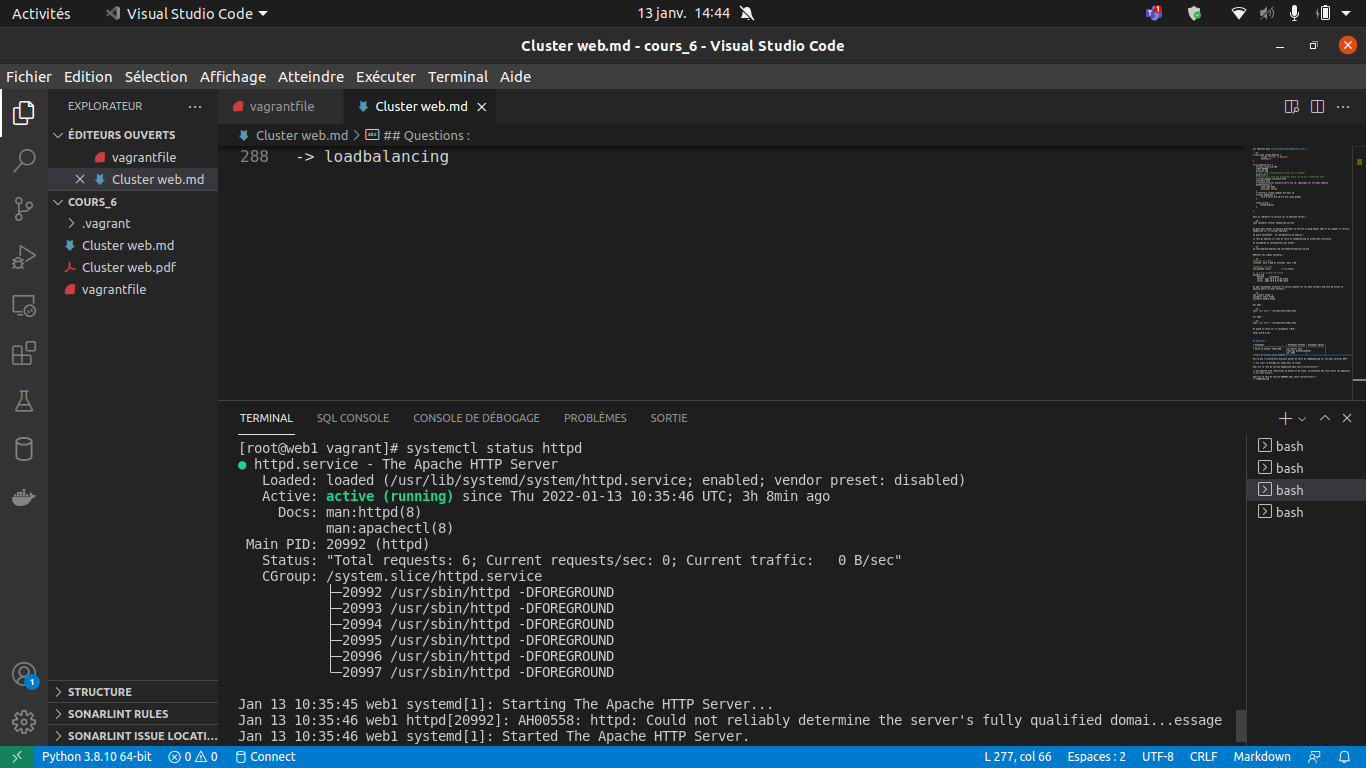 Activités Visual Studio Code 13 janv. 14:44 1
Cluster web.md - cours_6 - Visual Studio Code
Fichier Edition Sélection Affichage Atteindre Exécuter Terminal Aide
EXPLORATEUR
vagrantfile Cluster web.md
Cluster web.md > ## Questions :
ÉDITEURS OUVERTS
vagrantfile
Cluster web.md
COURS_6
.vagrant
Cluster web.md
Cluster web.pdf
vagrantfile
288 -> loadbalancing
TERMINAL SQL CONSOLE CONSOLE DE DÉBOGAGE PROBLÈMES SORTIE
bash
bash
bash
bash
[root@web1 vagrant]# systemctl status httpd
● httpd.service - The Apache HTTP Server
Loaded: loaded (/usr/lib/systemd/system/httpd.service; enabled; vendor preset: disabled)
Active: active (running) since Thu 2022-01-13 10:35:46 UTC; 3h 8min ago
Docs: man:httpd(8)
man:apachectl(8)
Main PID: 20992 (httpd)
Status: "Total requests: 6; Current requests/sec: 0; Current traffic:   0 B/sec"
CGroup: /system.slice/httpd.service
├─20992 /usr/sbin/httpd -DFOREGROUND
├─20993 /usr/sbin/httpd -DFOREGROUND
├─20994 /usr/sbin/httpd -DFOREGROUND
├─20995 /usr/sbin/httpd -DFOREGROUND
├─20996 /usr/sbin/httpd -DFOREGROUND
└─20997 /usr/sbin/httpd -DFOREGROUND
Jan 13 10:35:45 web1 systemd[1]: Starting The Apache HTTP Server...
Jan 13 10:35:46 web1 httpd[20992]: AH00558: httpd: Could not reliably determine the server's fully qualified domai...essage
Jan 13 10:35:46 web1 systemd[1]: Started The Apache HTTP Server.
1
STRUCTURE
SONARLINT RULES
SONARLINT ISSUE LOCATI...
Python 3.8.10 64-bit 0 0 Connect L 277, col 66 Espaces : 2 UTF-8 CRLF Markdown